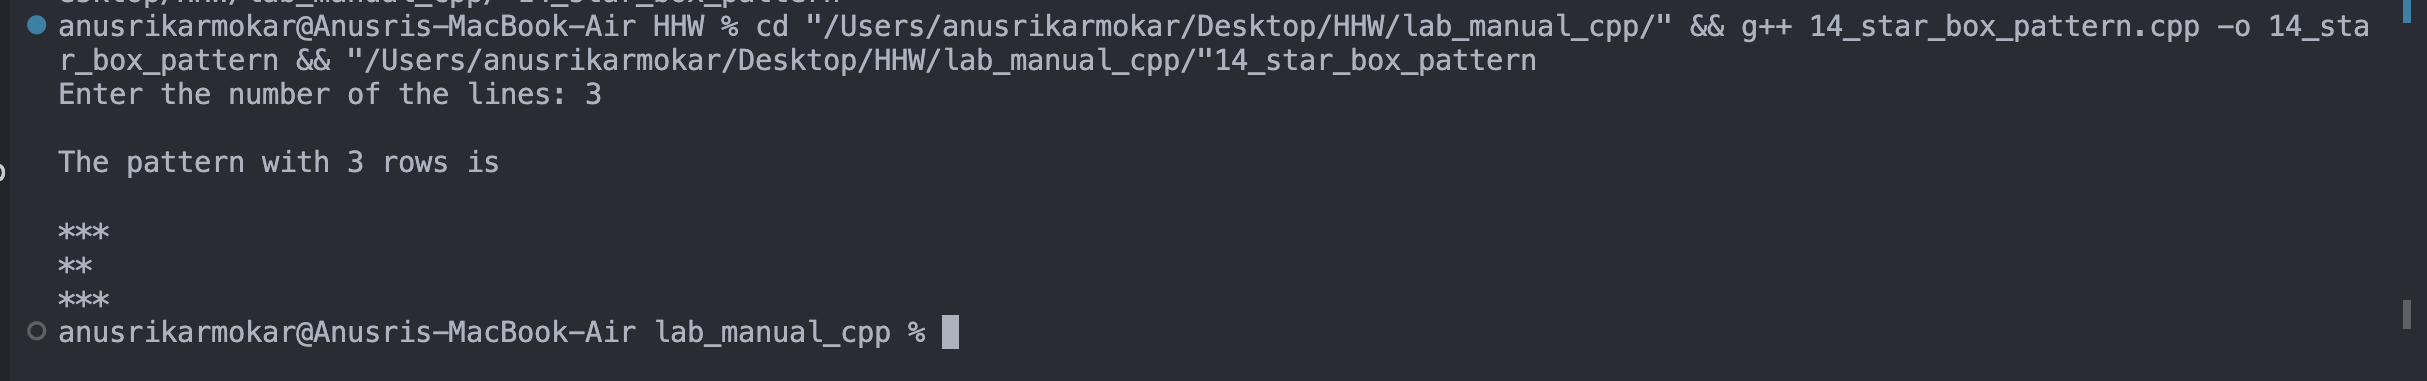 anusrikarmokar@Anusris-MacBook-Air HHW % cd "/Users/anusrikarmokar/Desktop/HHW/lab_manual_cpp/" && g++ 14_star_box_pattern.cpp -o 14_sta
r_box_pattern && "/Users/anusrikarmokar/Desktop/HHW/lab_manual_cpp/"14_star_box_pattern
Enter the number of the lines: 3
The pattern with 3 rows is
***
**
***
anusrikarmokar@Anusris-MacBook-Air lab_manual_cpp %